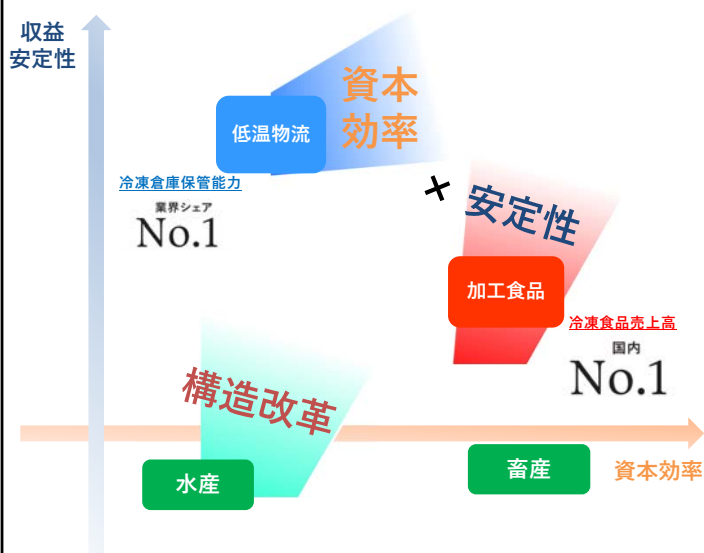 収益
安定性
資本
効率
低温物流
冷凍倉庫保管能力
業界シェア
No.1
+
安定性
加工食品
冷凍食品売上高
国内
No.1
構造改革
水産
畜産
資本効率